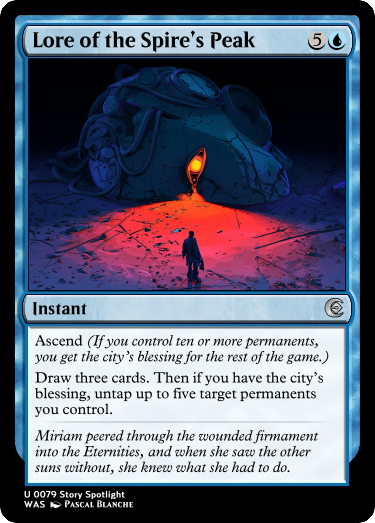 Lore of the Spire's Peak 5
Instant
Ascend (If you control ten or more permanents,
you get the city's blessing for the rest of the game.)
Draw three cards. Then if you have the city's
blessing, untap up to five target permanents
you control.
Miriam peered through the wounded firmament
into the Eternities, and when she saw the other
suns without, she knew what she had to do.
U 0079 Story Spotlight
WAS Pascal Blanche